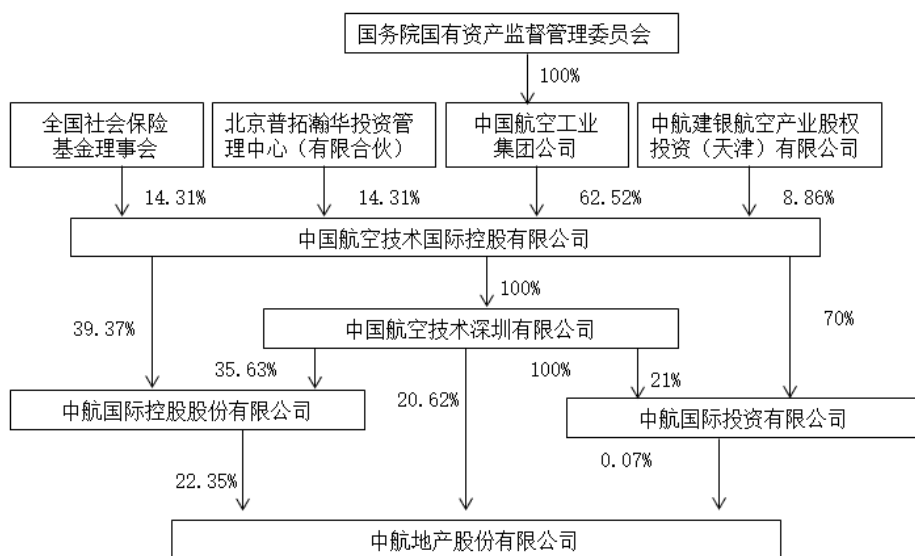 国务院国有资产监督管理委员会
100%
全国社会保险
基金理事会
北京普拓瀚华投资管
理中心（有限合伙）
中国航空工业
集团公司
中航建银航空产业股权
投资（天津）有限公司
14.31%
14.31%
62.52%
8.86%
中国航空技术国际控股有限公司
39.37%
100%
70%
中国航空技术深圳有限公司
35.63%
20.62%
100%
21%
中航国际控股股份有限公司
中航国际投资有限公司
22.35%
0.07%
中航地产股份有限公司